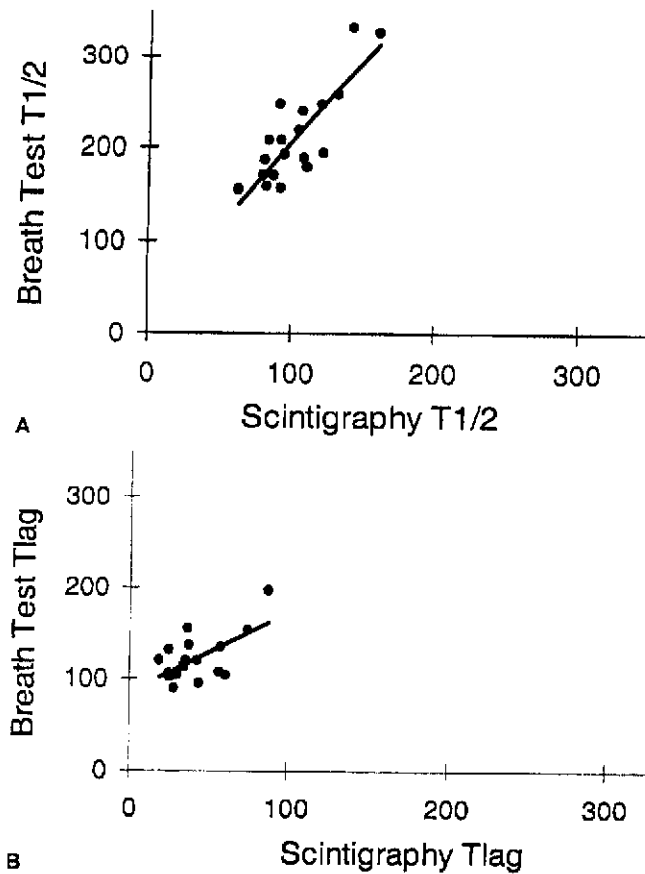 Breath Test T1/2
300
200
100
0
0 100 200 300
Scintigraphy T1/2
A
Breath Test Tlag
300
200
100
0
0 100 200 300
Scintigraphy Tlag
B